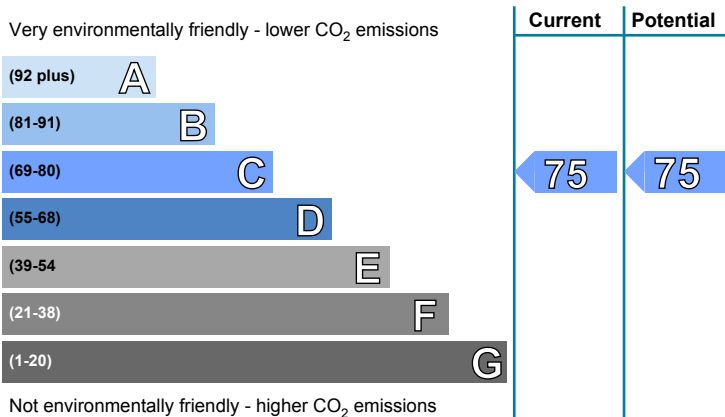 Very environmentally friendly - lower CO2 emissions
Current
Potential
(92 plus) A
(81-91) B
(69-80) C
75
75
(55-68) D
(39-54 E
(21-38) F
(1-20) G
Not environmentally friendly - higher CO2 emissions